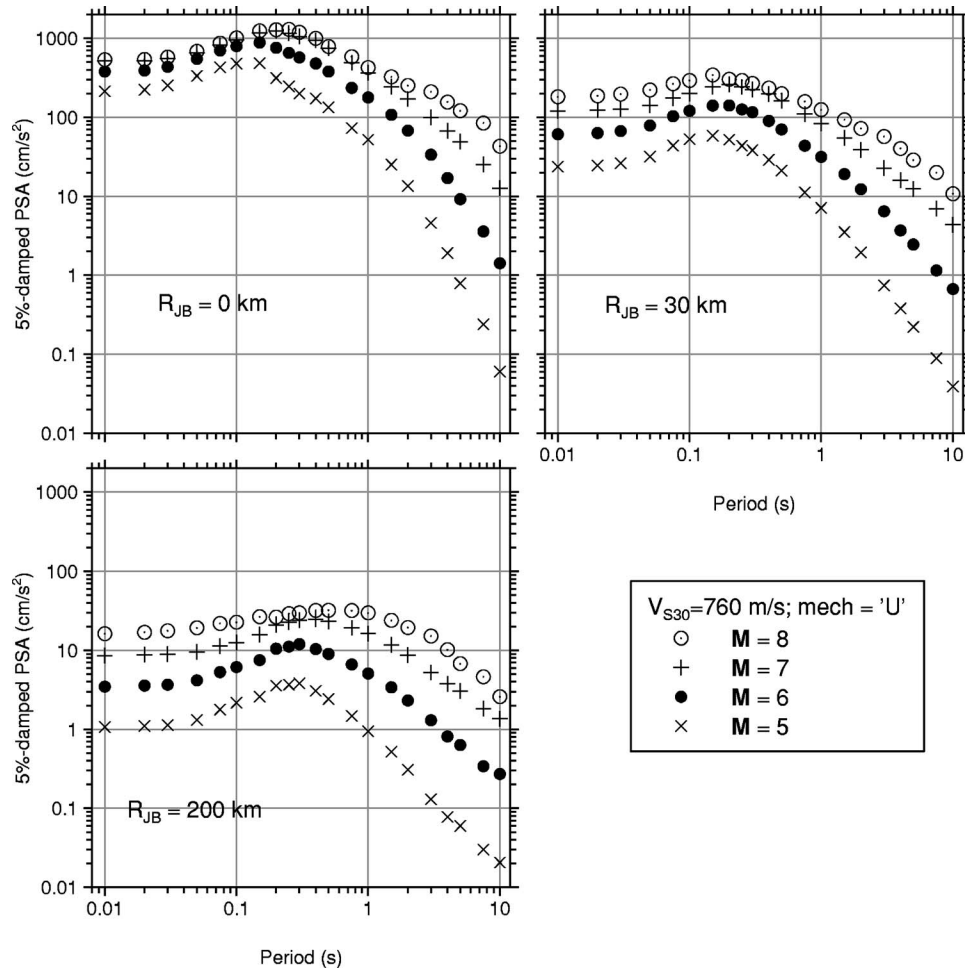 1000
100
10
1
0.1
0.01
5%-damped PSA (cm/s²)
R_JB = 0 km
R_JB = 30 km
0.01 0.1 1 10
Period (s)
1000
100
10
1
0.1
0.01
5%-damped PSA (cm/s²)
R_JB = 200 km
0.01 0.1 1 10
Period (s)
V_S30=760 m/s; mech = 'U'
M = 8
M = 7
M = 6
M = 5